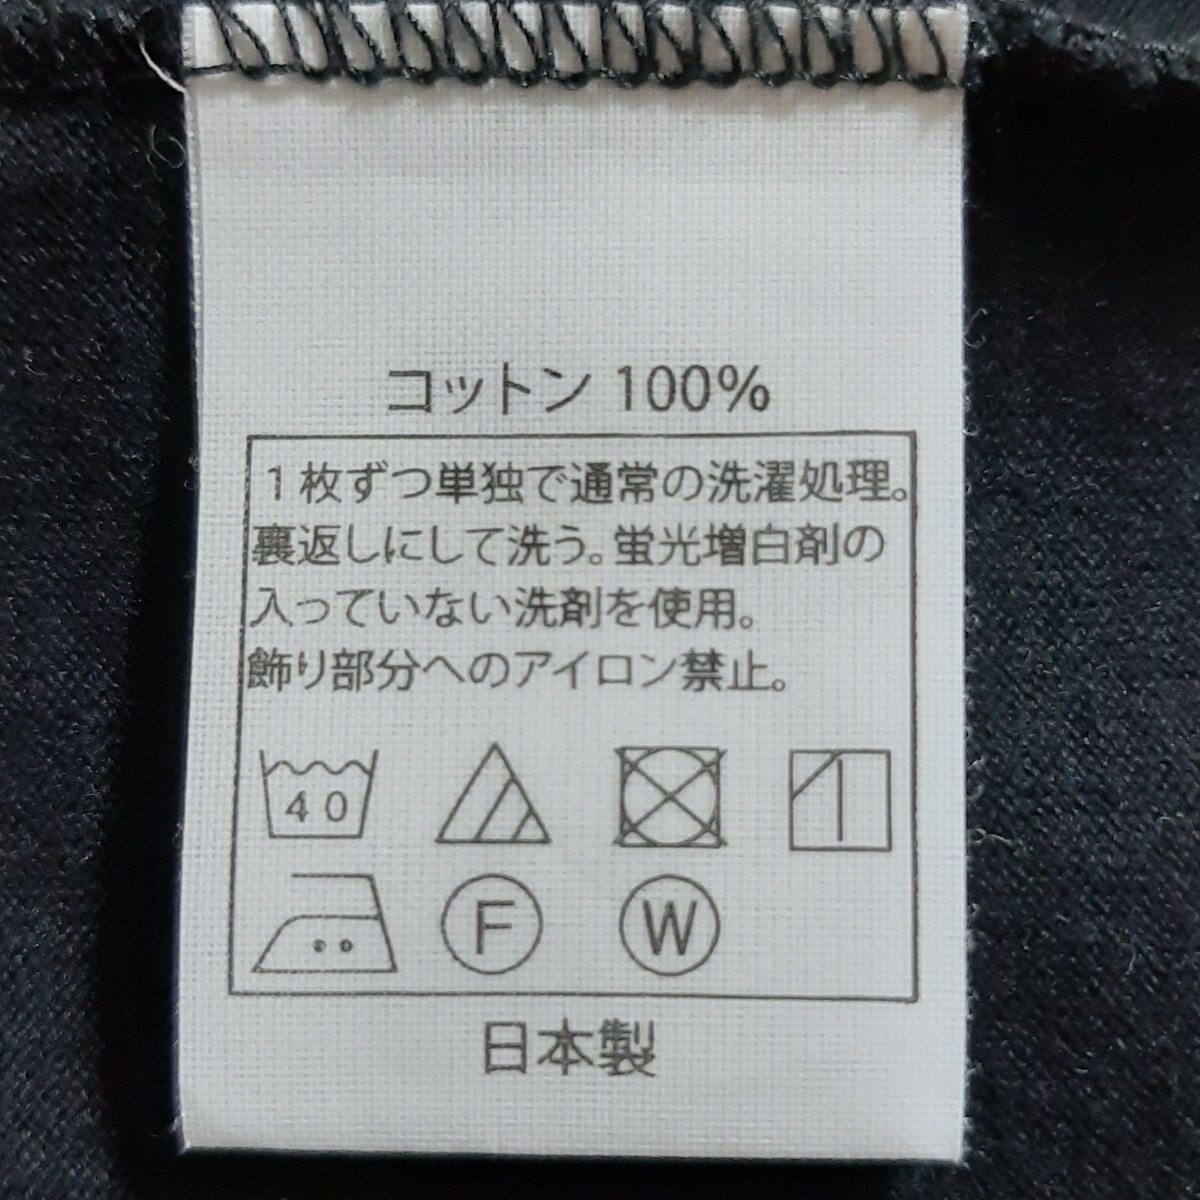 コットン 100%
1枚ずつ単独で通常の洗濯処理。
裏返しにして洗う。蛍光増白剤の
入っていない洗剤を使用。
飾り部分へのアイロン禁止。
40
F W
日本製